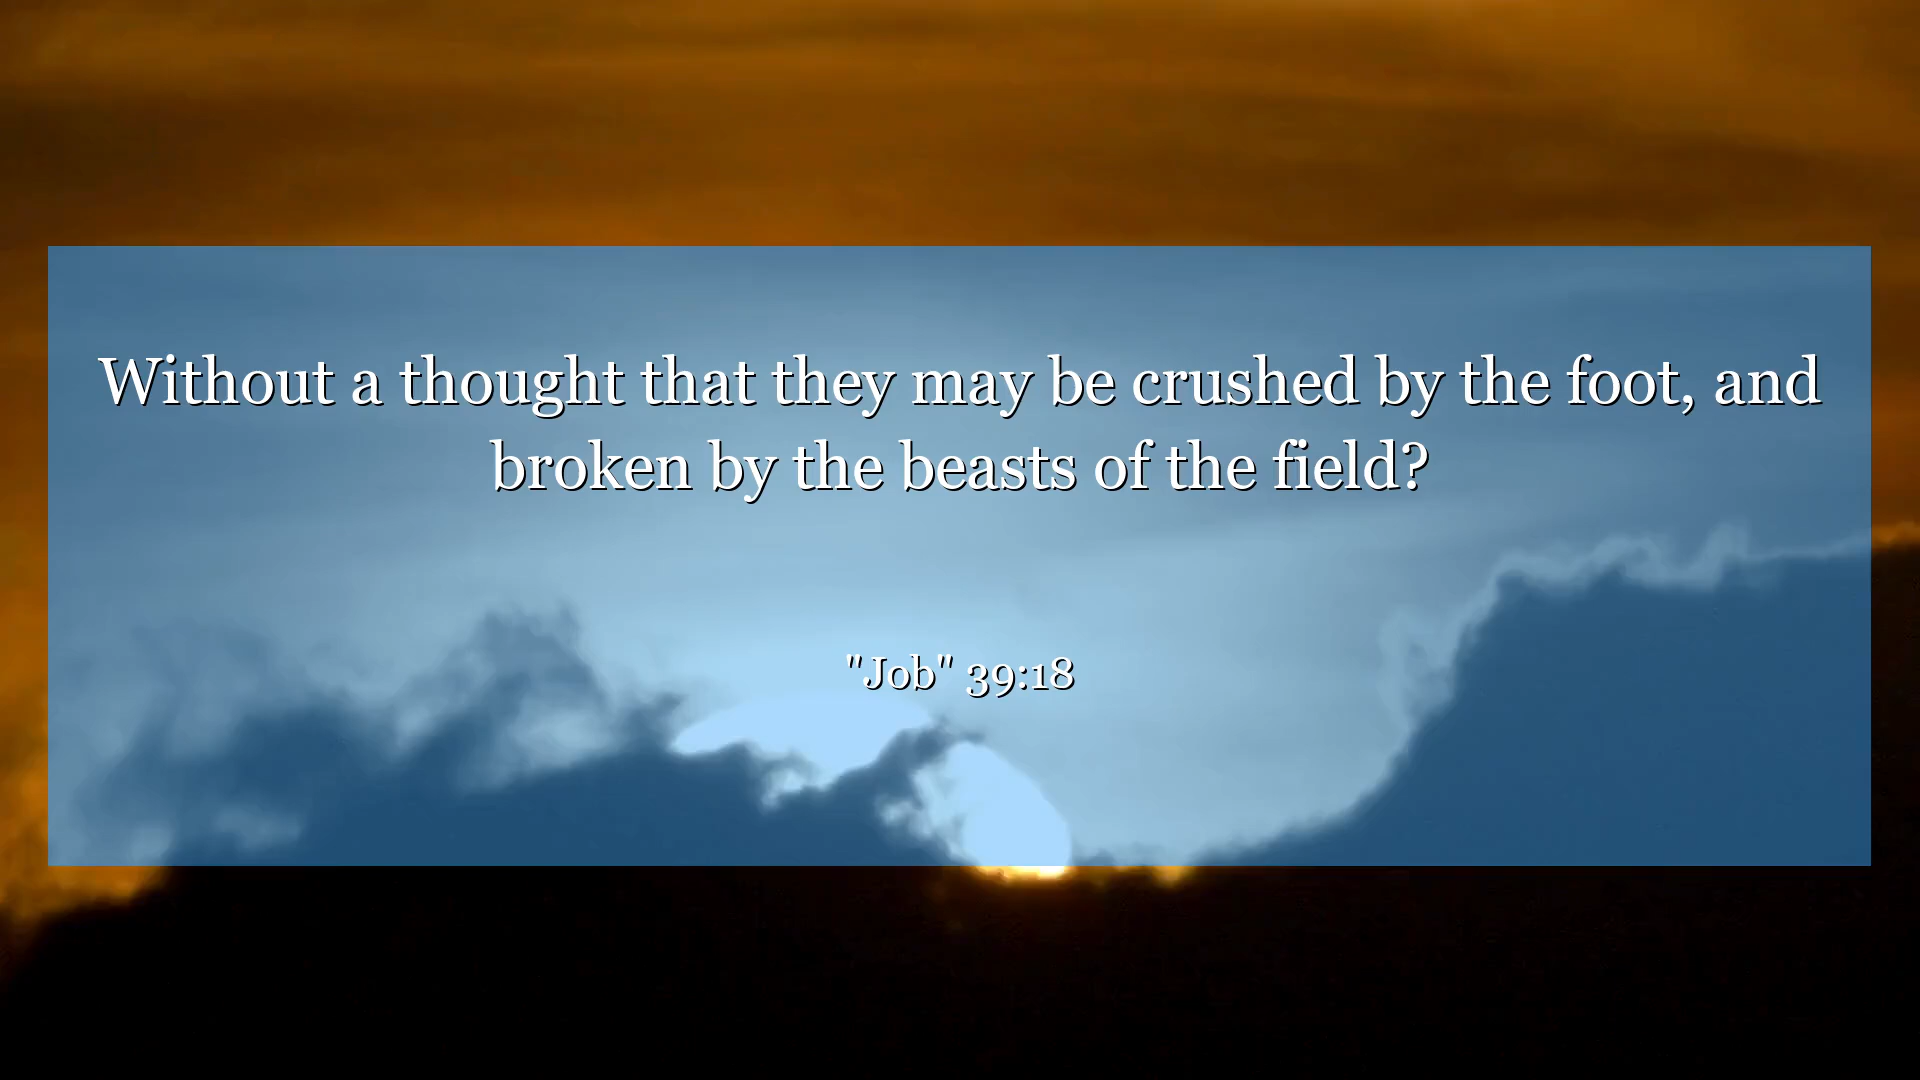 Without a thought that they may be crushed by the foot, and
broken by the beasts of the field?
"Job" 39:18